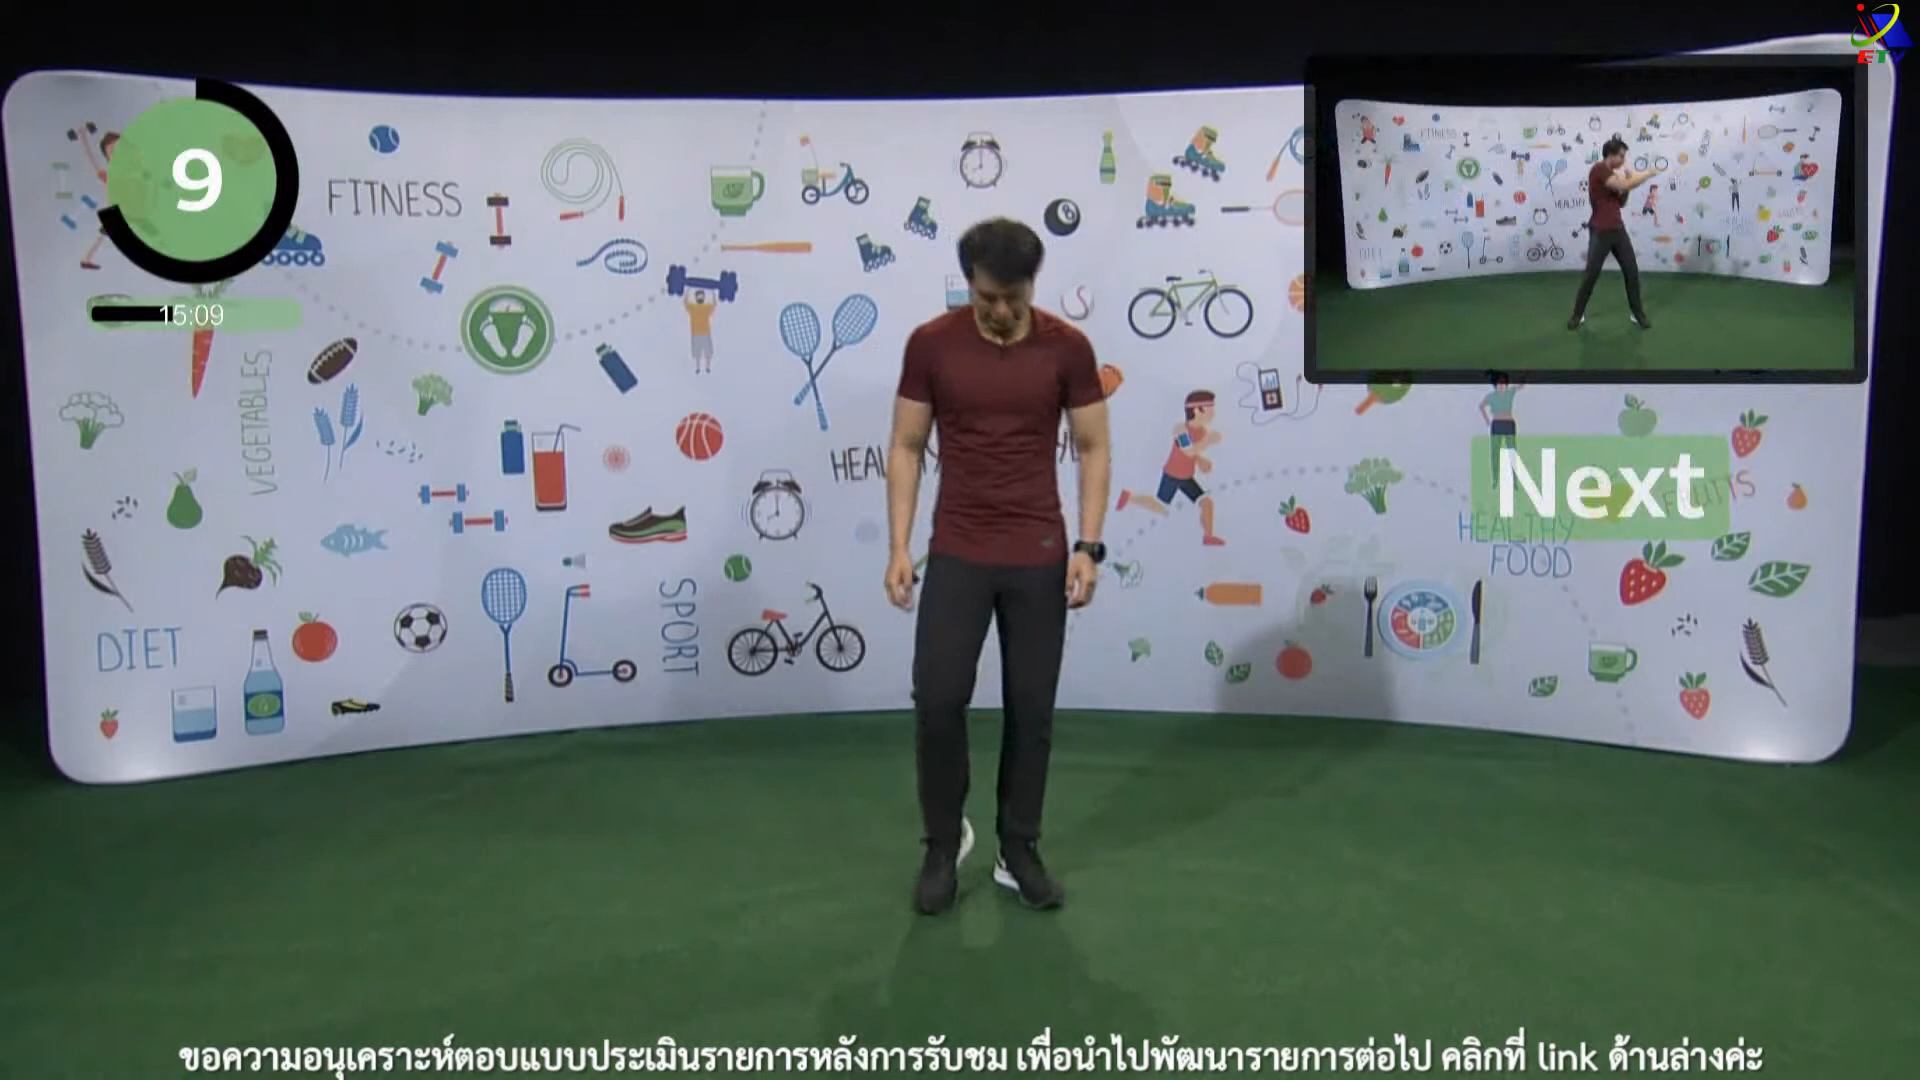 ETV
9
15:09
FITNESS
VEGETABLES
DIET
SPORT
Next
FRUITS
HEALTHY
FOOD
ขอความอนุเคราะห์ตอบแบบประเมินรายการหลังการรับชม เพื่อนำไปพัฒนารายการต่อไป คลิกที่ link ด้านล่างค่ะ